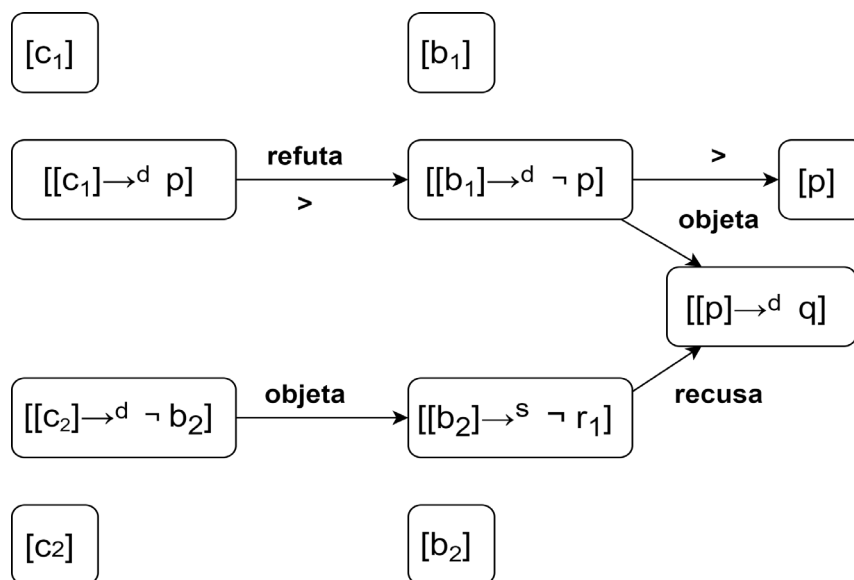 [c₁] [b₁]
refuta >
[[c₁]→ᵈ p] [[b₁]→ᵈ ¬ p] [p]
>
objeta
[[p]→ᵈ q]
objeta recusa
[[c₂]→ᵈ ¬ b₂] [[b₂]→ˢ ¬ r₁]
[c2] [b₂]